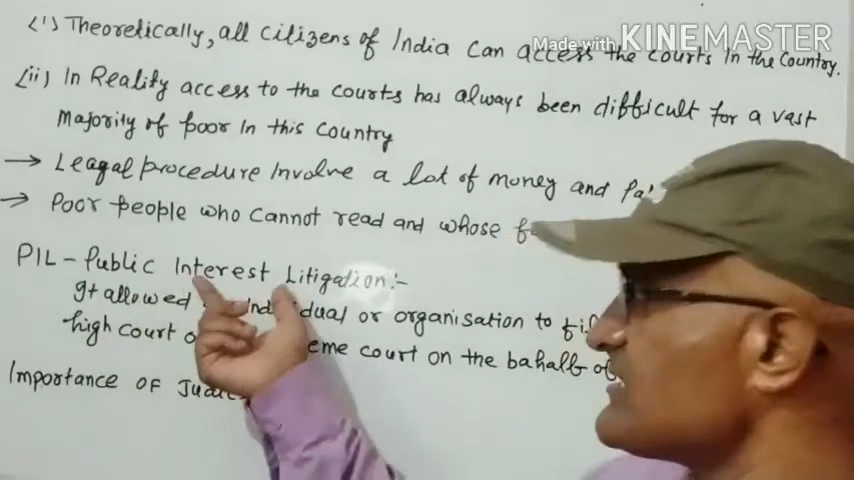 Made with KINEMASTER
(i) Theoretically, all citizens of India can access the courts in the country.
(ii) In Reality access to the courts has always been difficult for a vast
Majority of poor in this country
→ Leagal procedure Involve a lot of money and
→ Poor people who cannot read and whose
PIL - Public Interest Litigation :-
It allowed individual or organisation to
high court eme court on the bahalb of
Importance of